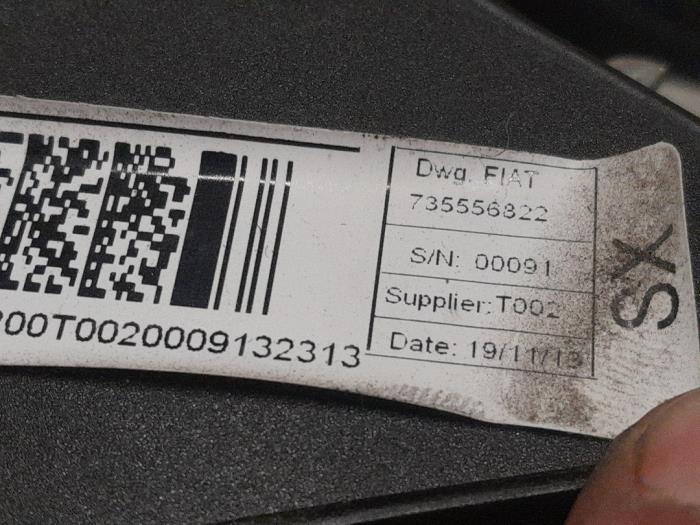 Dwg. FIAT
735556822
S/N: 00091
Supplier: T002
Date: 19/11/13
SX
200T0020009132313